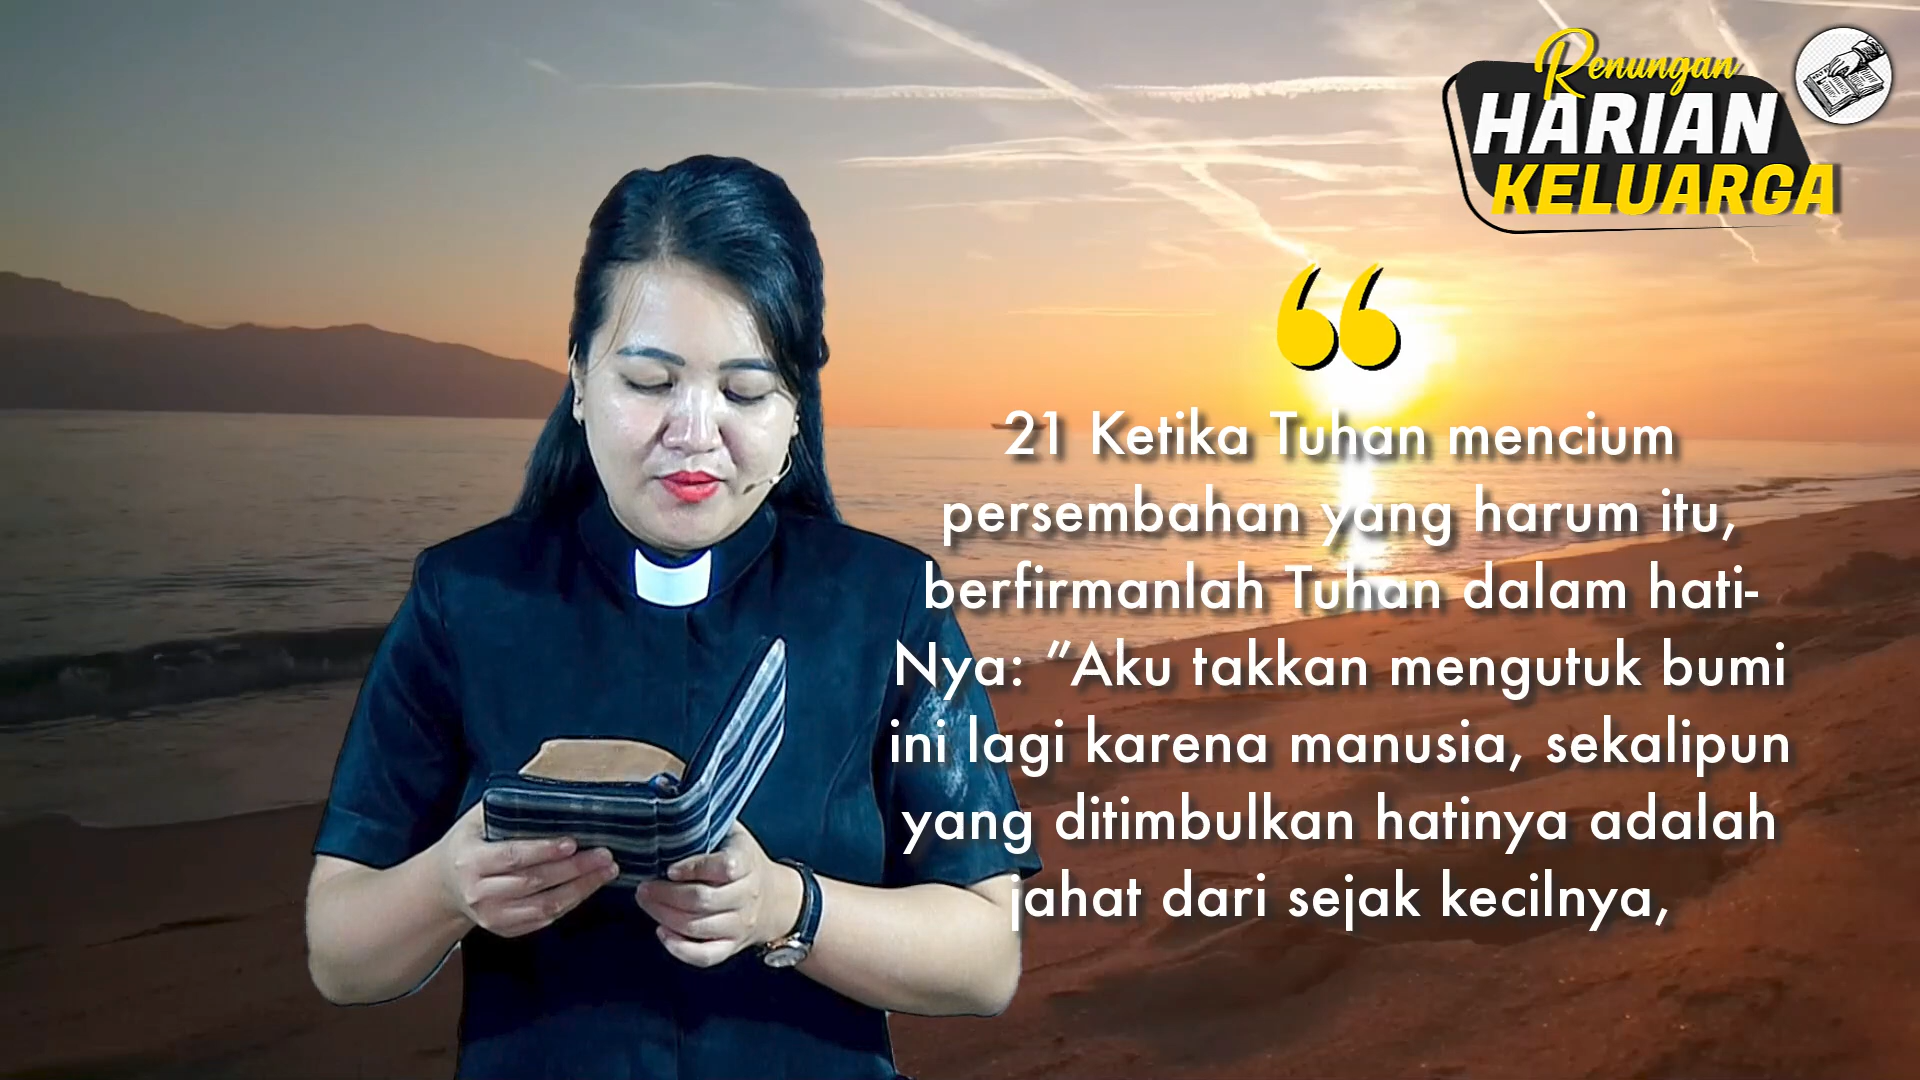 Renungan
HARIAN
KELUARGA
21 Ketika Tuhan mencium
persembahan yang harum itu,
berfirmanlah Tuhan dalam hati-
Nya: "Aku takkan mengutuk bumi
ini lagi karena manusia, sekalipun
yang ditimbulkan hatinya adalah
jahat dari sejak kecilnya,